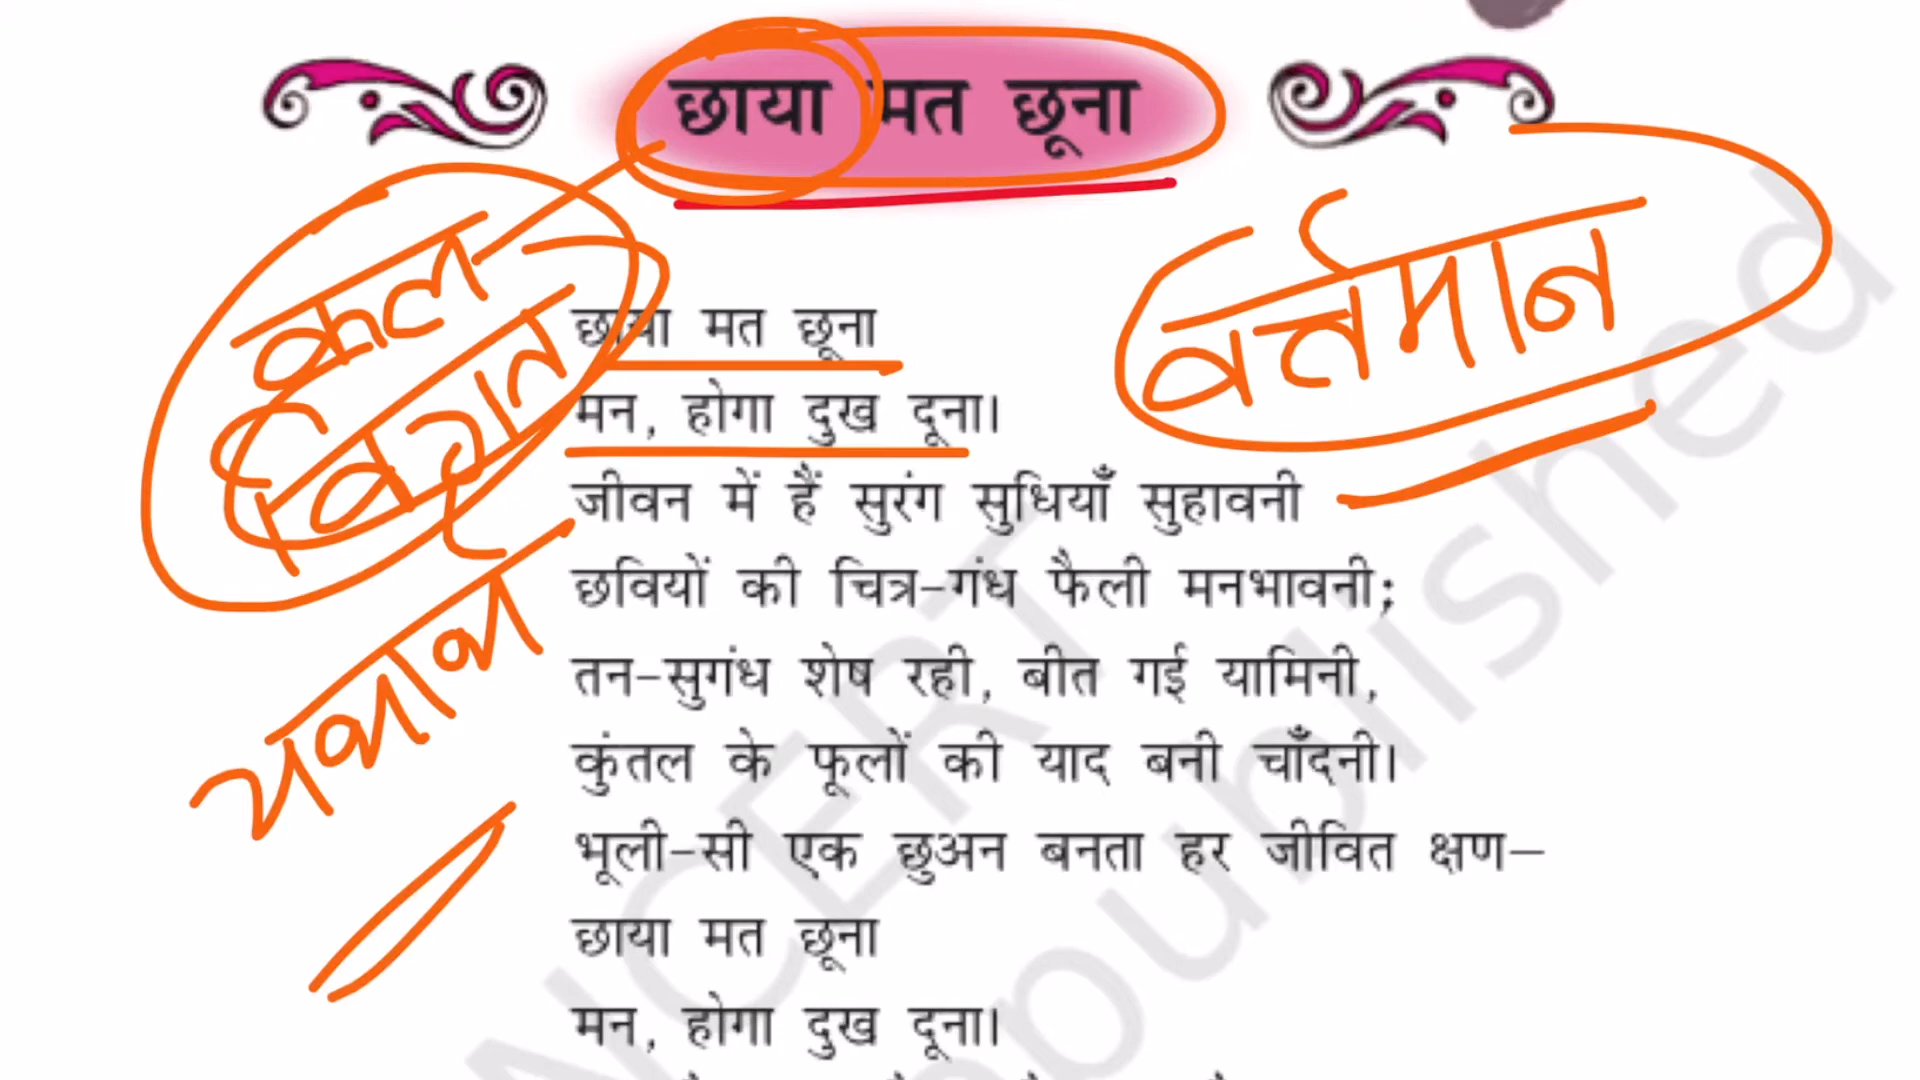 छाया मत छूना
कल
विगत
यथार्थ
वर्त्तमान
छाया मत छूना
मन, होगा दुख दूना।
जीवन में हैं सुरंग सुधियाँ सुहावनी
छवियों की चित्र-गंध फैली मनभावनी;
तन-सुगंध शेष रही, बीत गई यामिनी,
कुंतल के फूलों की याद बनी चाँदनी।
भूली-सी एक छुअन बनता हर जीवित क्षण–
छाया मत छूना
मन, होगा दुख दूना।